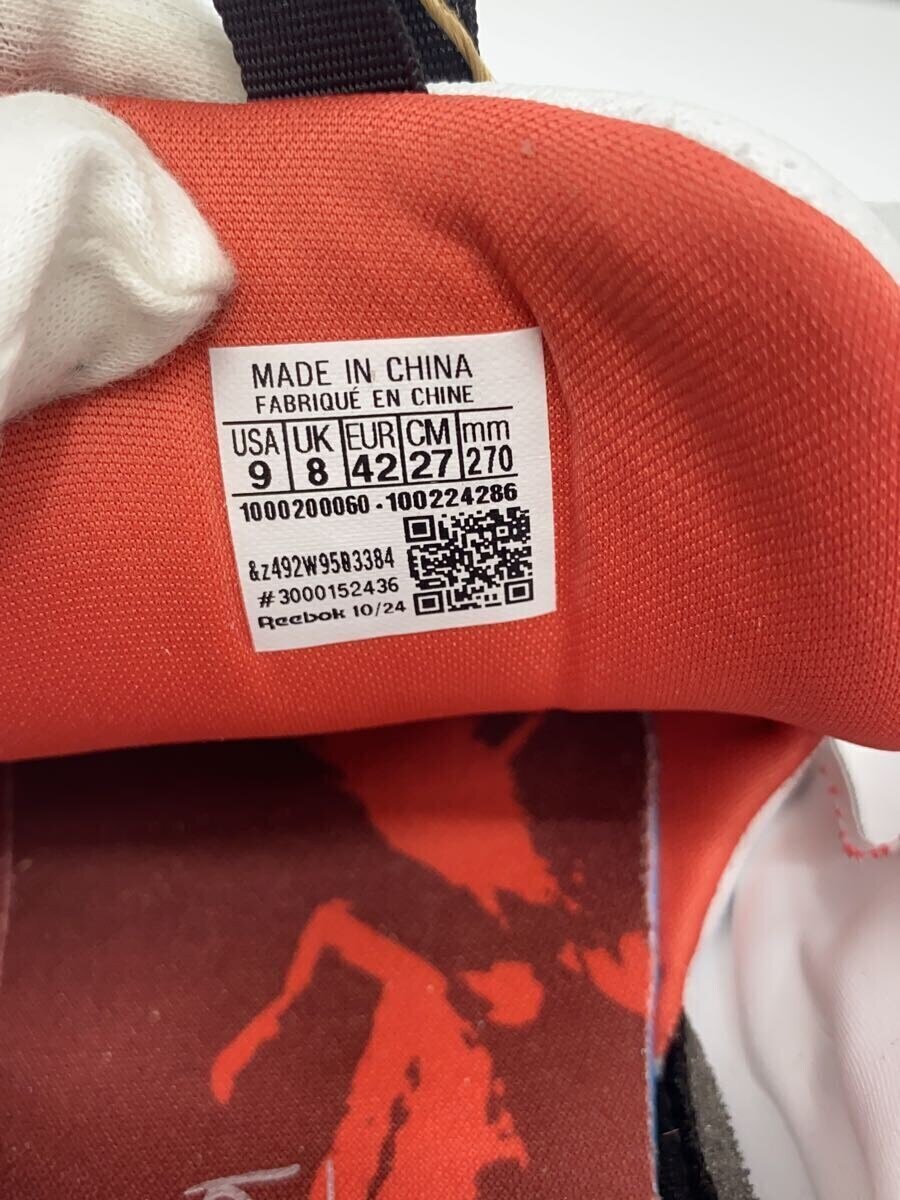 MADE IN CHINA
FABRIQUÉ EN CHINE
USA UK EUR CM mm
9 8 42 27 270
1000200060-100224286
&z492W95B3384
#3000152436
Reebok 10/24